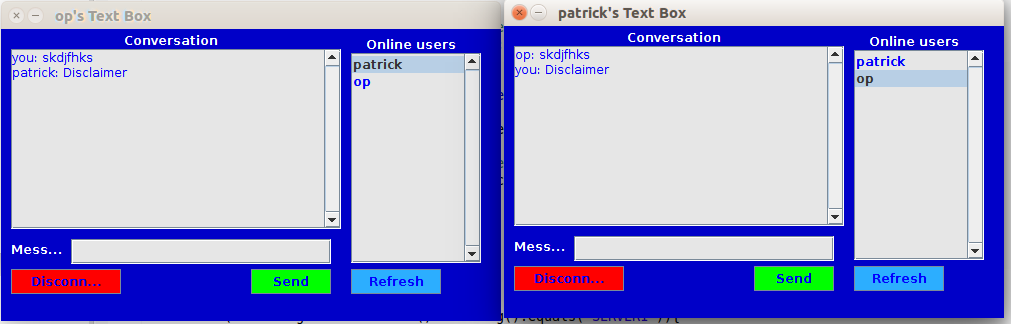 op's Text Box
Conversation
Online users
you: skdjfhks
patrick: Disclaimer
patrick
op
Mess...
Disconn...
Send
Refresh
patrick's Text Box
Conversation
Online users
op: skdjfhks
you: Disclaimer
patrick
op
Mess...
Disconn...
Send
Refresh